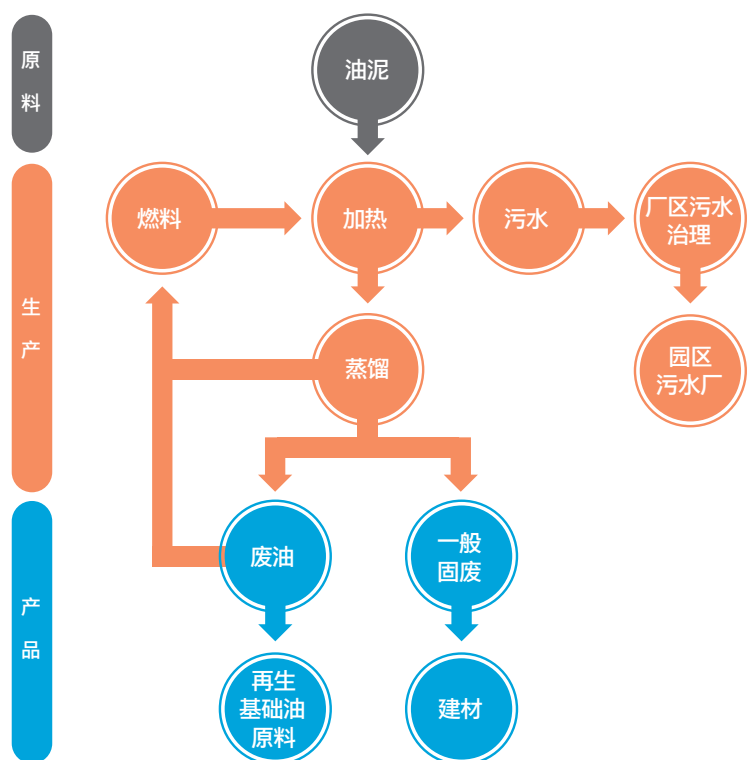 原
料
油泥
生
产
燃料
加热
污水
厂区污水
治理
蒸馏
园区
污水厂
产
品
废油
一般
固废
再生
基础油
原料
建材